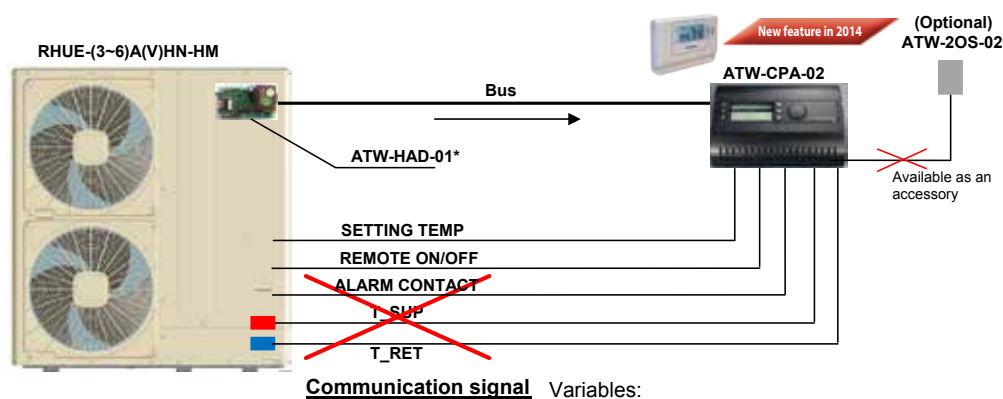 New feature in 2014
(Optional)
ATW-2OS-02
RHUE-(3~6)A(V)HN-HM
ATW-CPA-02
Bus
ATW-HAD-01*
Available as an
accessory
SETTING TEMP
REMOTE ON/OFF
ALARM CONTACT
T_SUP
T_RET
Communication signal Variables: